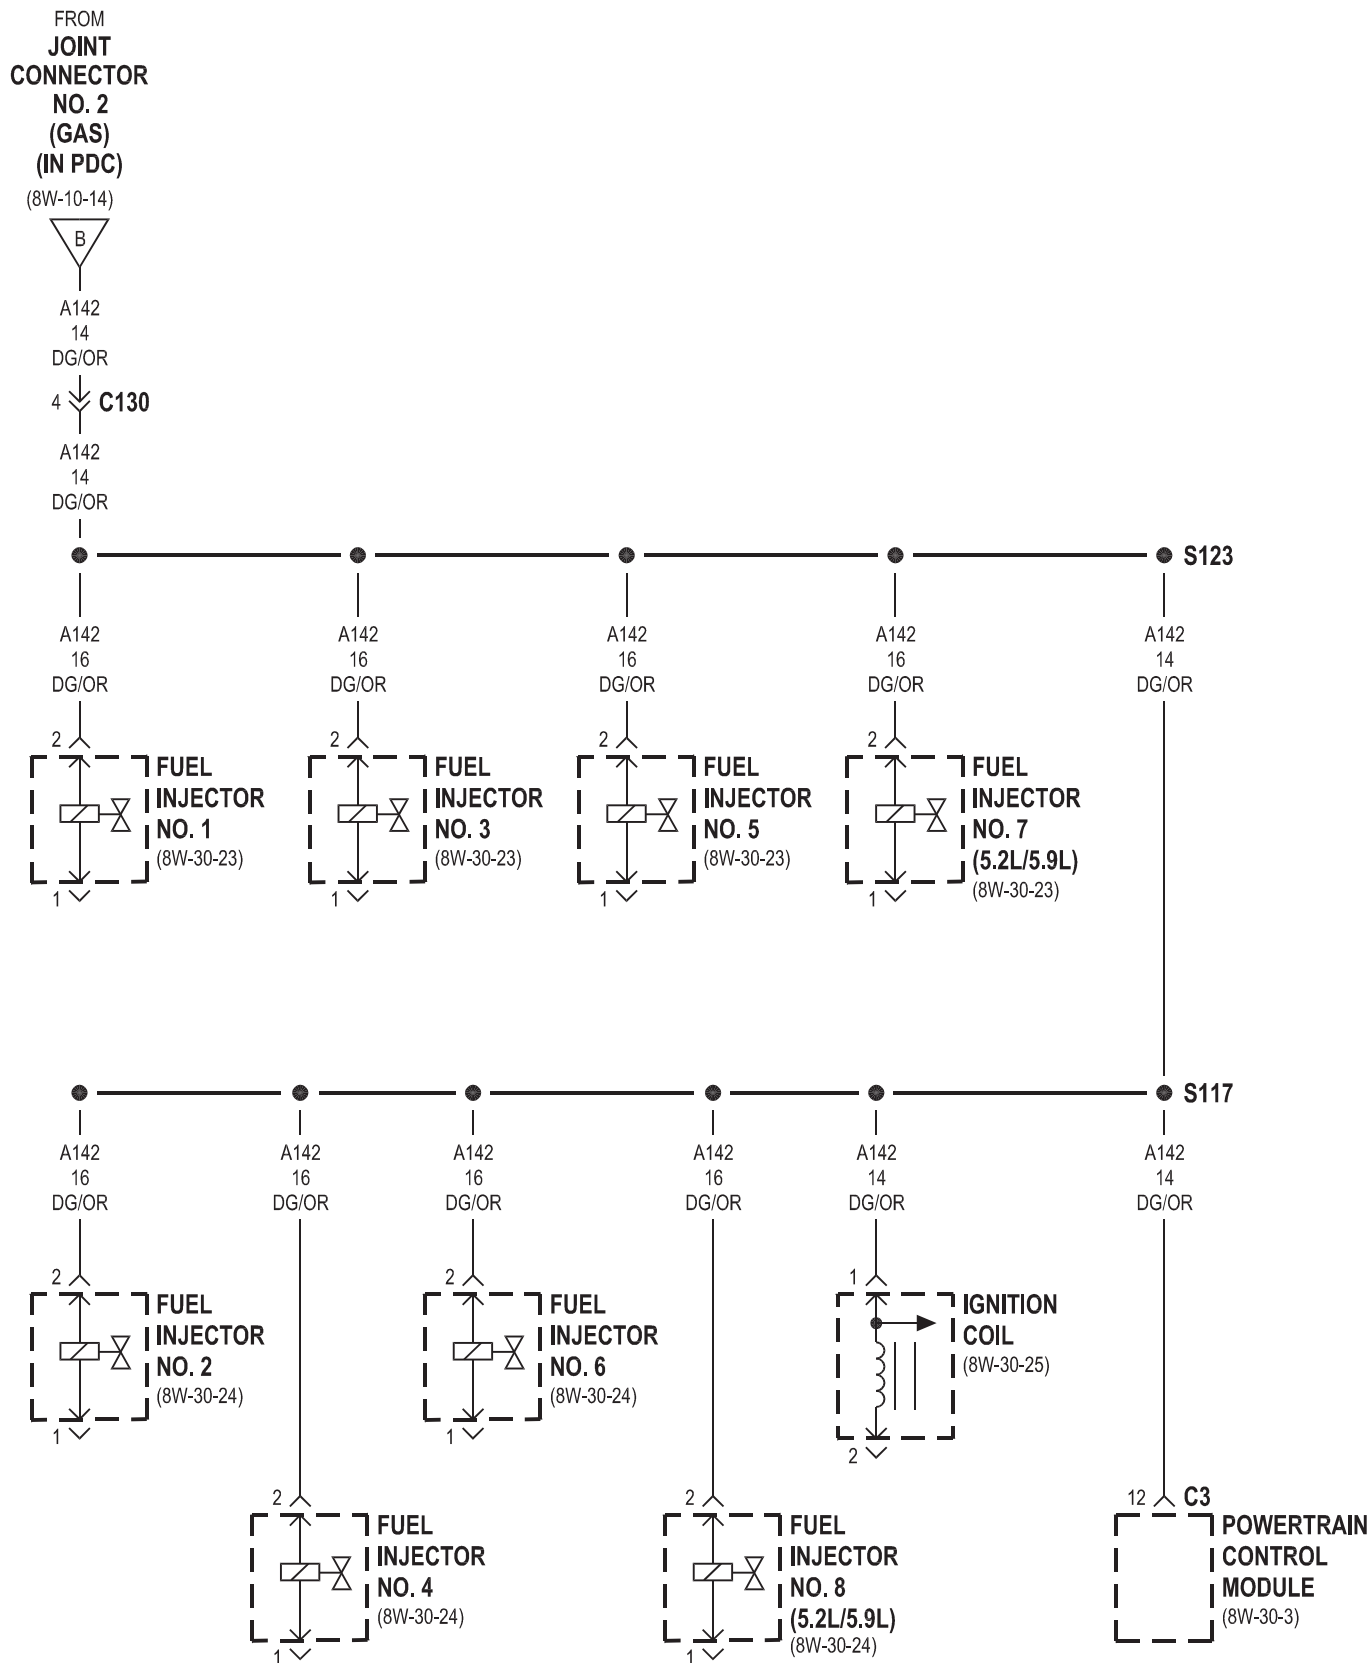 FROM
JOINT
CONNECTOR
NO. 2
(GAS)
(IN PDC)
(8W-10-14)
B
A142
14
DG/OR
4 C130
A142
14
DG/OR
S123
A142 A142 A142 A142 A142
16 16 16 16 14
DG/OR DG/OR DG/OR DG/OR DG/OR
2
FUEL
INJECTOR
NO. 1
(8W-30-23)
1
2
FUEL
INJECTOR
NO. 3
(8W-30-23)
1
2
FUEL
INJECTOR
NO. 5
(8W-30-23)
1
2
FUEL
INJECTOR
NO. 7
(5.2L/5.9L)
(8W-30-23)
1
S117
A142 A142 A142 A142 A142 A142
16 16 16 16 14 14
DG/OR DG/OR DG/OR DG/OR DG/OR DG/OR
2
FUEL
INJECTOR
NO. 2
(8W-30-24)
1
2
FUEL
INJECTOR
NO. 6
(8W-30-24)
1
1
IGNITION
COIL
(8W-30-25)
2
2
FUEL
INJECTOR
NO. 4
(8W-30-24)
1
2
FUEL
INJECTOR
NO. 8
(5.2L/5.9L)
(8W-30-24)
1
12 C3
POWERTRAIN
CONTROL
MODULE
(8W-30-3)